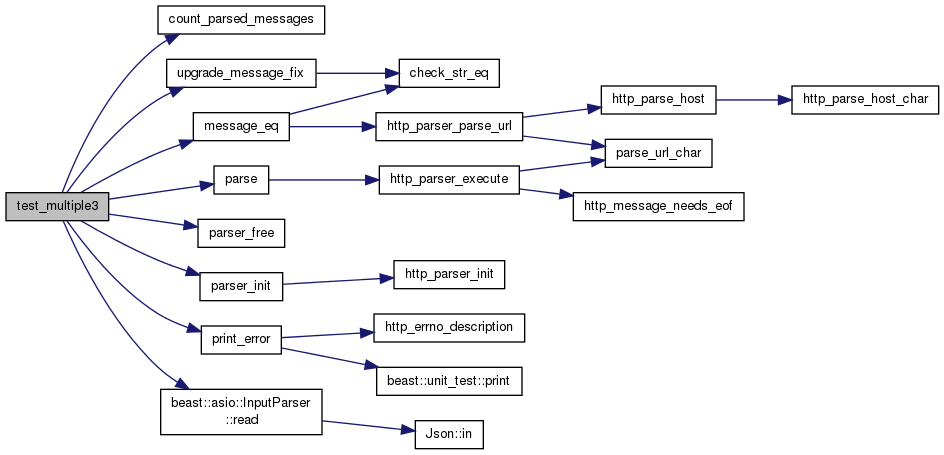 count_parsed_messages
upgrade_message_fix
check_str_eq
http_parse_host
http_parse_host_char
message_eq
http_parser_parse_url
parse_url_char
parse
http_parser_execute
test_multiple3
http_message_needs_eof
parser_free
parser_init
http_parser_init
print_error
http_errno_description
beast::unit_test::print
beast::asio::InputParser
::read
Json::in